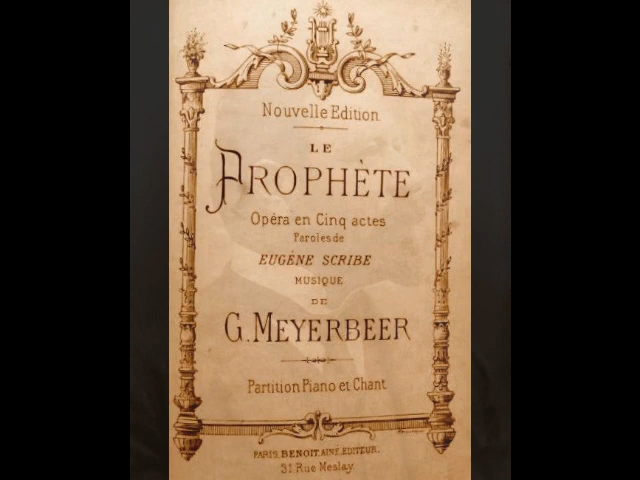 Nouvelle Edition
LE
PROPHÈTE
Opéra en Cinq actes
Paroles de
EUGÈNE SCRIBE
MUSIQUE
DE
G. MEYERBEER
Partition Piano et Chant
PARIS, BENOIT, AINÉ, EDITEUR.
31 Rue Meslay